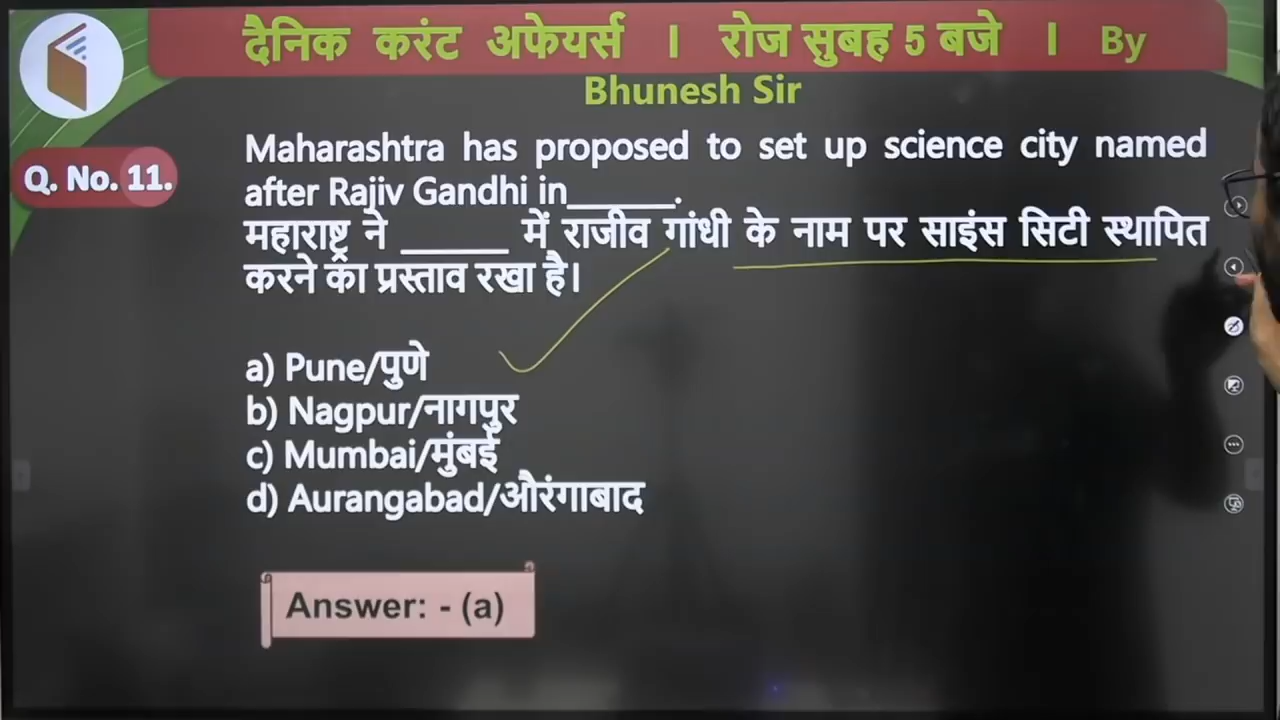 दैनिक करंट अफेयर्स । रोज सुबह 5 बजे । By
Bhunesh Sir
Q. No. 11.
Maharashtra has proposed to set up science city named
after Rajiv Gandhi in______.
महाराष्ट्र ने ______ में राजीव गांधी के नाम पर साइंस सिटी स्थापित
करने का प्रस्ताव रखा है।
a) Pune/पुणे
b) Nagpur/नागपुर
c) Mumbai/मुंबई
d) Aurangabad/औरंगाबाद
Answer: - (a)